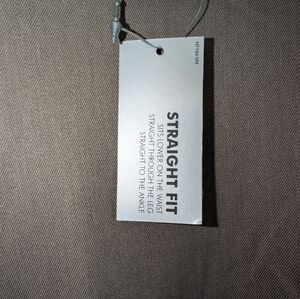 STRAIGHT FIT
SITS LOWER ON THE WAIST
STRAIGHT THROUGH THE LEG
STRAIGHT TO THE ANKLE